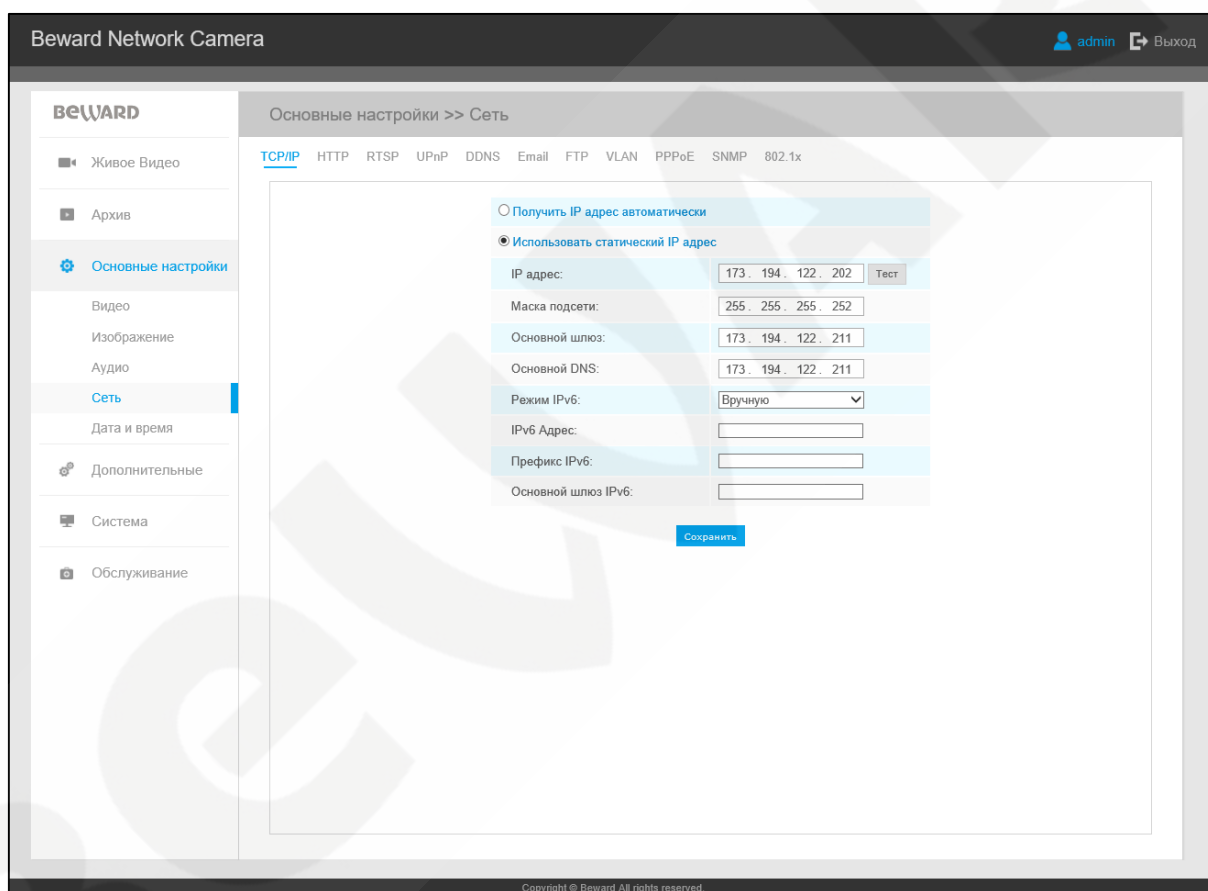 Beward Network Camera
admin Выход
BEWARD
Основные настройки >> Сеть
TCP/IP HTTP RTSP UPnP DDNS Email FTP VLAN PPPoE SNMP 802.1x
Живое Видео
Архив
Основные настройки
Видео
Изображение
Аудио
Сеть
Дата и время
Дополнительные
Система
Обслуживание
Получить IP адрес автоматически
Использовать статический IP адрес
IP адрес: 173. 194. 122. 202 Тест
Маска подсети: 255. 255. 255. 252
Основной шлюз: 173. 194. 122. 211
Основной DNS: 173. 194. 122. 211
Режим IPv6: Вручную
IPv6 Адрес:
Префикс IPv6:
Основной шлюз IPv6:
Сохранить
Copyright © Beward All rights reserved.